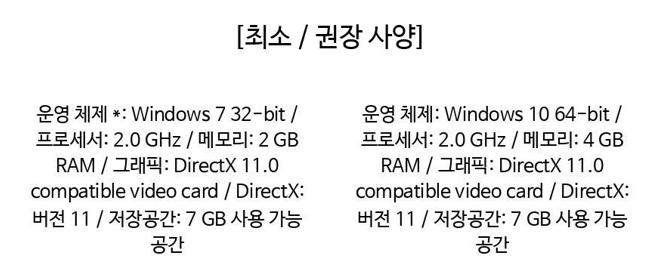 [최소 / 권장 사양]
운영 체제 *: Windows 7 32-bit /
프로세서: 2.0 GHz / 메모리: 2 GB
RAM / 그래픽: DirectX 11.0
compatible video card / DirectX:
버전 11 / 저장공간: 7 GB 사용 가능
공간
운영 체제: Windows 10 64-bit /
프로세서: 2.0 GHz / 메모리: 4 GB
RAM / 그래픽: DirectX 11.0
compatible video card / DirectX:
버전 11 / 저장공간: 7 GB 사용 가능
공간